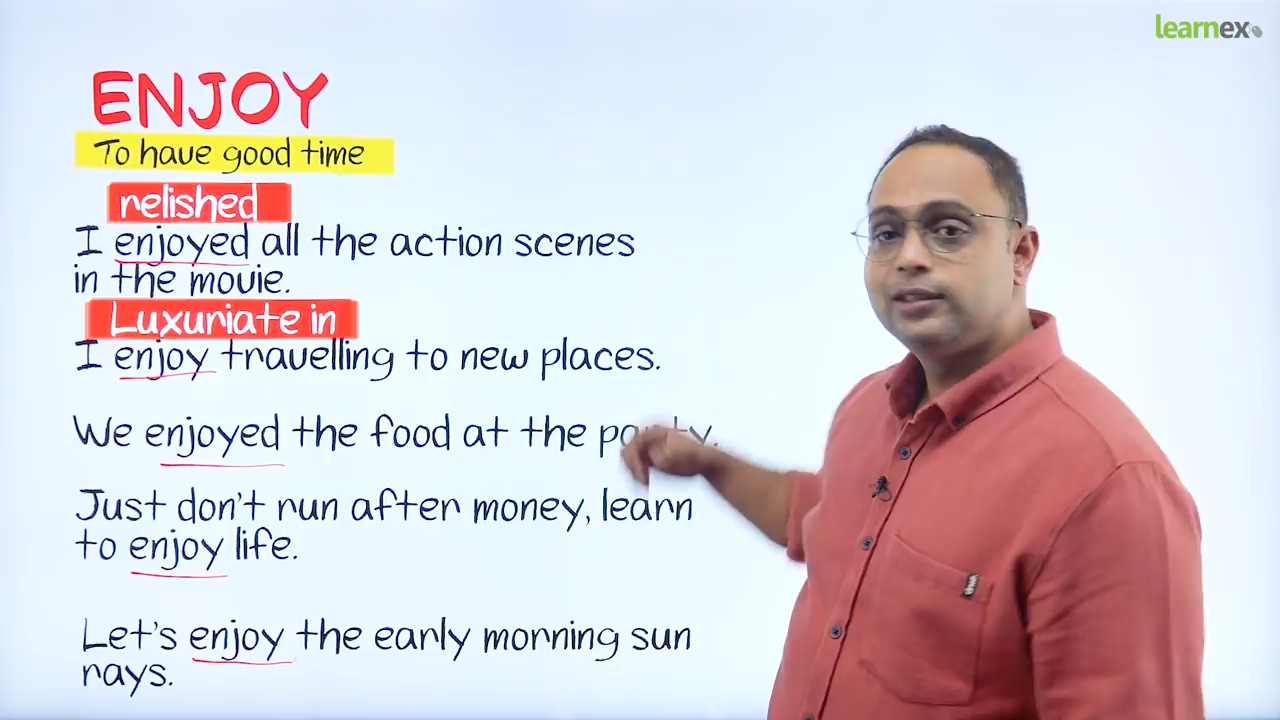 learnex
ENJOY
To have good time
relished
I enjoyed all the action scenes
in the movie.
Luxuriate in
I enjoy travelling to new places.
We enjoyed the food at the party.
Just don't run after money, learn
to enjoy life.
Let's enjoy the early morning sun
rays.